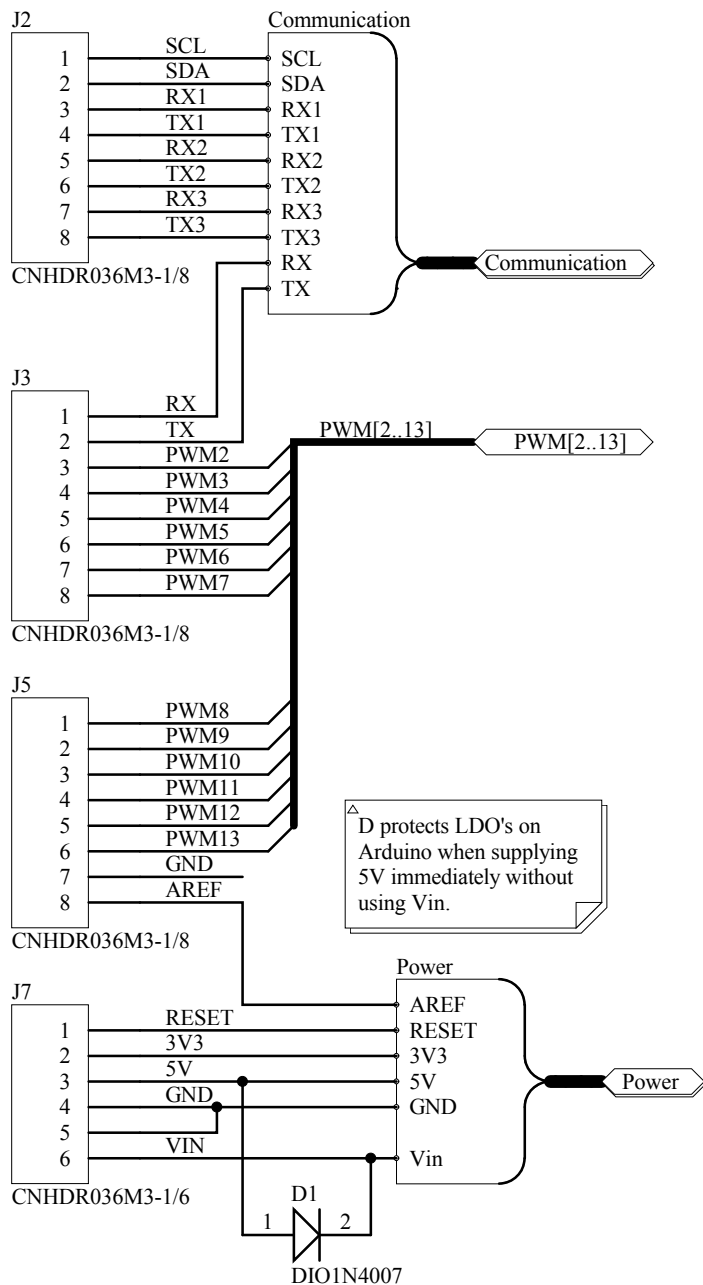 J2
Communication
1 SCL SCL
2 SDA SDA
3 RX1 RX1
4 TX1 TX1
5 RX2 RX2
6 TX2 TX2
7 RX3 RX3
8 TX3 TX3
RX
TX
CNHDR036M3-1/8
Communication
J3
1 RX
2 TX
3 PWM2
4 PWM3
5 PWM4
6 PWM5
7 PWM6
8 PWM7
CNHDR036M3-1/8
PWM[2..13]
PWM[2..13]
J5
1 PWM8
2 PWM9
3 PWM10
4 PWM11
5 PWM12
6 PWM13
7 GND
8 AREF
CNHDR036M3-1/8
D protects LDO's on
Arduino when supplying
5V immediately without
using Vin.
J7
Power
AREF
1 RESET RESET
2 3V3 3V3
3 5V 5V
4 GND GND
5
6 VIN Vin
CNHDR036M3-1/6
Power
D1
1 2
DIO1N4007